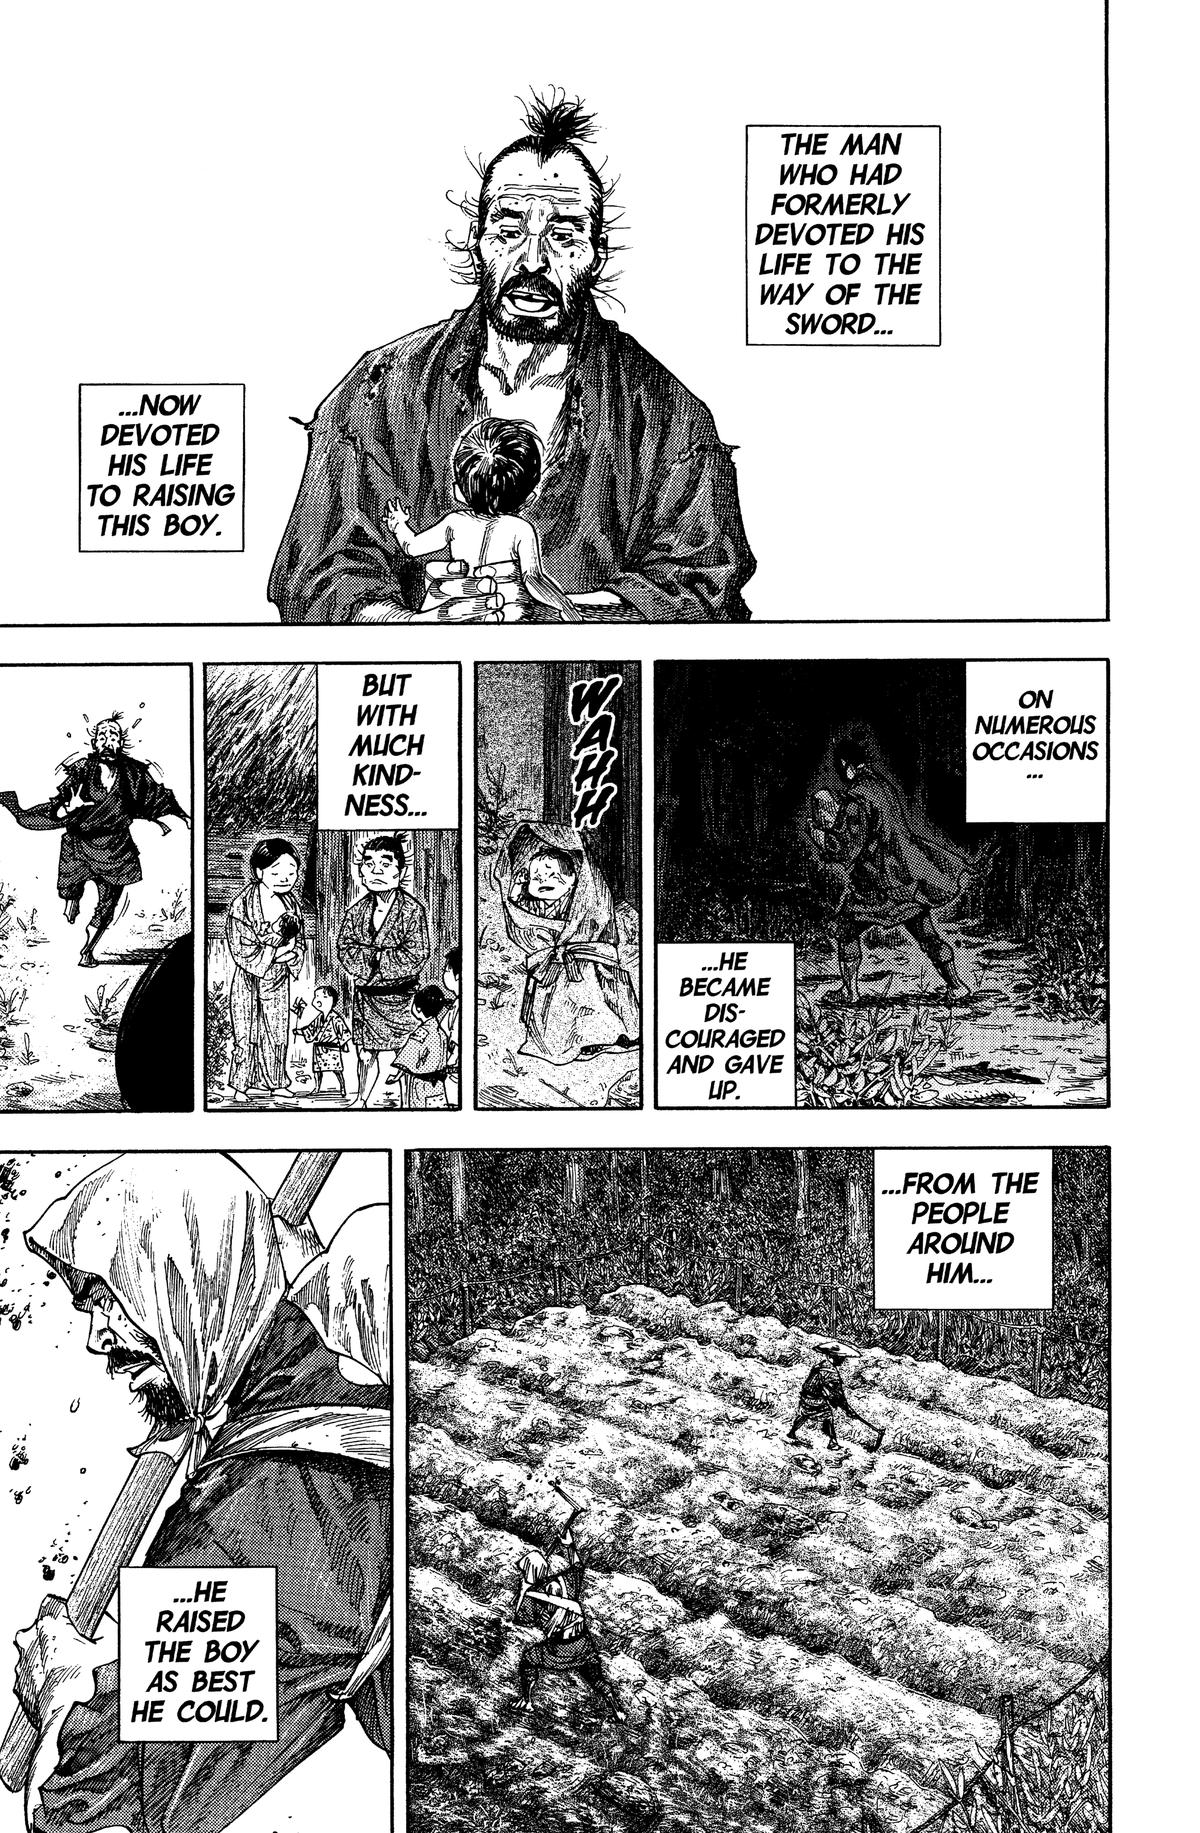 THE MAN
WHO HAD
FORMERLY
DEVOTED HIS
LIFE TO THE
WAY OF THE
SWORD...
...NOW
DEVOTED
HIS LIFE
TO RAISING
THIS BOY.
ON
NUMEROUS
OCCASIONS
...
...HE
BECAME
DIS-
COURAGED
AND GAVE
UP.
WAHH
BUT
WITH
MUCH
KIND-
NESS...
...FROM THE
PEOPLE
AROUND
HIM...
...HE
RAISED
THE BOY
AS BEST
HE COULD.